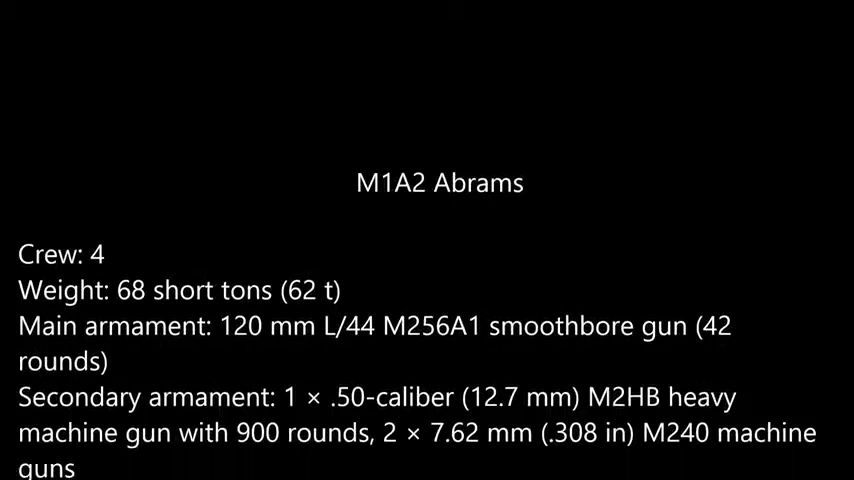 M1A2 Abrams
Crew: 4
Weight: 68 short tons (62 t)
Main armament: 120 mm L/44 M256A1 smoothbore gun (42
rounds)
Secondary armament: 1 × .50-caliber (12.7 mm) M2HB heavy
machine gun with 900 rounds, 2 × 7.62 mm (.308 in) M240 machine
guns